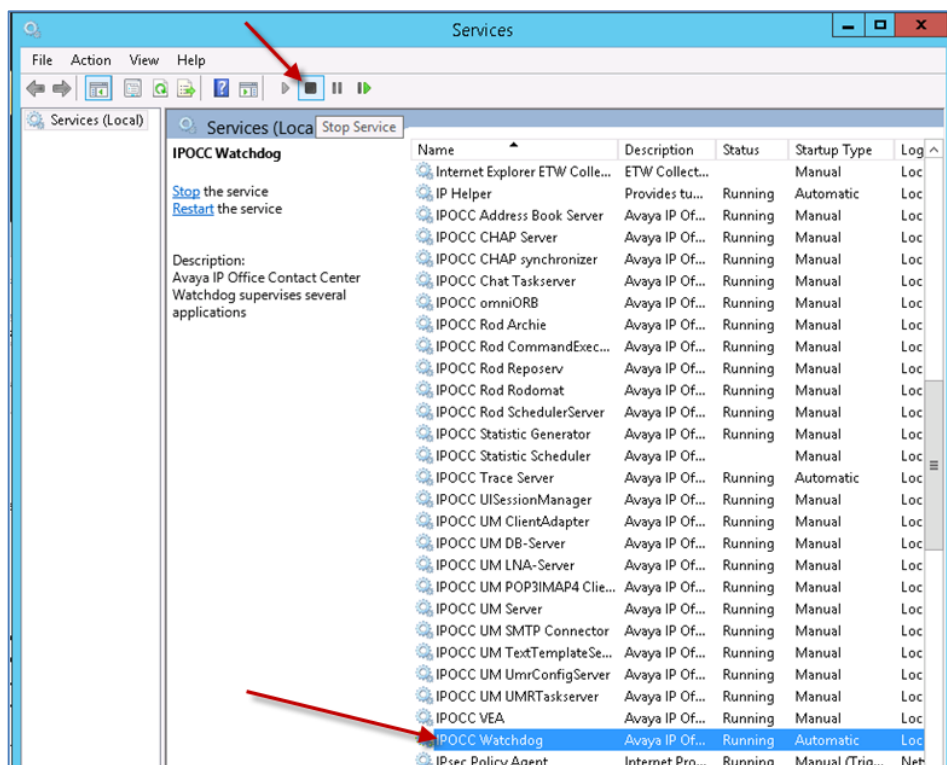 Services
File Action View Help
Services (Local)
Services (Loca
Stop Service
IPOCC Watchdog
Stop the service
Restart the service
Description:
Avaya IP Office Contact Center
Watchdog supervises several
applications
Name Description Status Startup Type Log
Internet Explorer ETW Colle... ETW Collect... Manual Loc
IP Helper Provides tu... Running Automatic Loc
IPOCC Address Book Server Avaya IP Of... Running Manual Loc
IPOCC CHAP Server Avaya IP Of... Running Manual Loc
IPOCC CHAP synchronizer Avaya IP Of... Running Manual Loc
IPOCC Chat Taskserver Avaya IP Of... Running Manual Loc
IPOCC omniORB Avaya IP Of... Running Manual Loc
IPOCC Rod Archie Avaya IP Of... Running Manual Loc
IPOCC Rod CommandExec... Avaya IP Of... Running Manual Loc
IPOCC Rod Reposerv Avaya IP Of... Running Manual Loc
IPOCC Rod Rodomat Avaya IP Of... Running Manual Loc
IPOCC Rod SchedulerServer Avaya IP Of... Running Manual Loc
IPOCC Statistic Generator Avaya IP Of... Running Manual Loc
IPOCC Statistic Scheduler Avaya IP Of... Manual Loc
IPOCC Trace Server Avaya IP Of... Running Automatic Loc
IPOCC UISessionManager Avaya IP Of... Running Manual Loc
IPOCC UM ClientAdapter Avaya IP Of... Running Manual Loc
IPOCC UM DB-Server Avaya IP Of... Running Manual Loc
IPOCC UM LNA-Server Avaya IP Of... Running Manual Loc
IPOCC UM POP3IMAP4 Clie... Avaya IP Of... Running Manual Loc
IPOCC UM Server Avaya IP Of... Running Manual Loc
IPOCC UM SMTP Connector Avaya IP Of... Running Manual Loc
IPOCC UM TextTemplateSe... Avaya IP Of... Running Manual Loc
IPOCC UM UmrConfigServer Avaya IP Of... Running Manual Loc
IPOCC UM UMRTaskserver Avaya IP Of... Running Manual Loc
IPOCC VEA Avaya IP Of... Running Manual Loc
IPOCC Watchdog Avaya IP Of... Running Automatic Loc
IPsec Policy Agent Internet Pro... Running Manual (Trig... Net